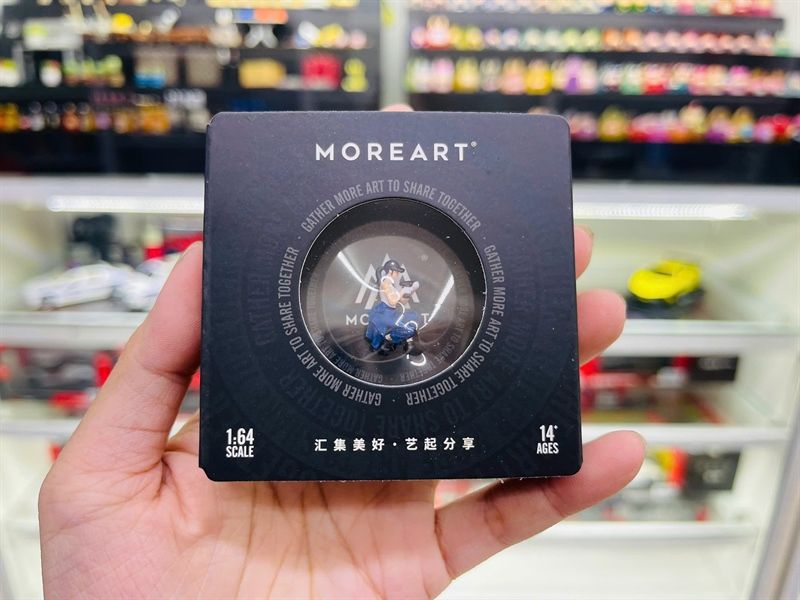 MOREART®
GATHER MORE ART TO SHARE TOGETHER
GATHER MORE ART TO SHARE TOGETHER
GATHER MORE ART TO SHARE TOGETHER
1:64
SCALE
汇集美好·艺起分享
14+
AGES